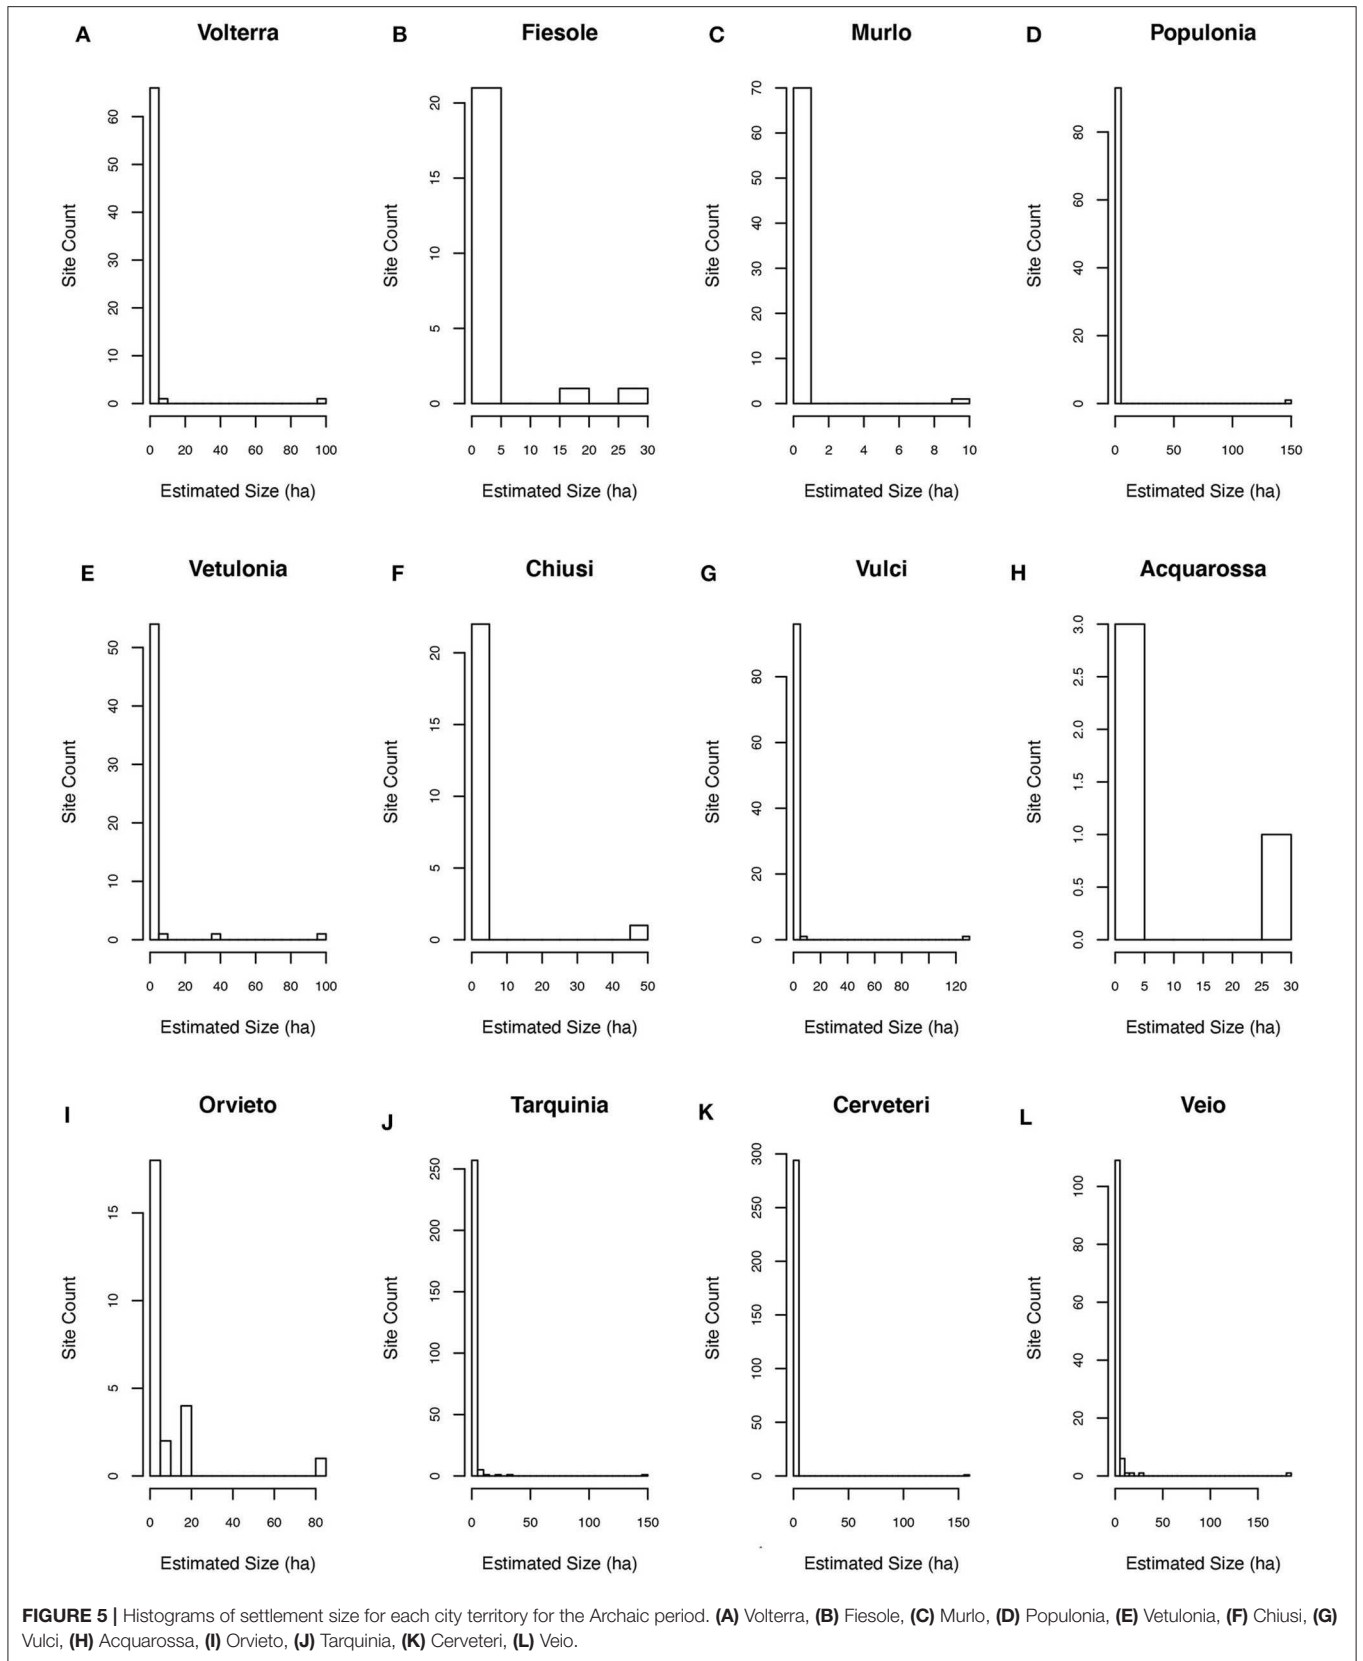 A Volterra
Site Count
0 10 20 30 40 50 60
0 20 40 60 80 100
Estimated Size (ha)
B Fiesole
Site Count
0 5 10 15 20
0 5 10 15 20 25 30
Estimated Size (ha)
C Murlo
Site Count
0 10 20 30 40 50 60 70
0 2 4 6 8 10
Estimated Size (ha)
D Populonia
Site Count
0 20 40 60 80
0 50 100 150
Estimated Size (ha)
E Vetulonia
Site Count
0 10 20 30 40 50
0 20 40 60 80 100
Estimated Size (ha)
F Chiusi
Site Count
0 5 10 15 20
0 10 20 30 40 50
Estimated Size (ha)
G Vulci
Site Count
0 20 40 60 80
0 20 40 60 80 120
Estimated Size (ha)
H Acquarossa
Site Count
0.0 0.5 1.0 1.5 2.0 2.5 3.0
0 5 10 15 20 25 30
Estimated Size (ha)
I Orvieto
Site Count
0 5 10 15
0 20 40 60 80
Estimated Size (ha)
J Tarquinia
Site Count
0 50 100 150 200 250
0 50 100 150
Estimated Size (ha)
K Cerveteri
Site Count
0 50 100 150 200 250 300
0 50 100 150
Estimated Size (ha)
L Veio
Site Count
0 20 40 60 80 100
0 50 100 150
Estimated Size (ha)
FIGURE 5 | Histograms of settlement size for each city territory for the Archaic period. (A) Volterra, (B) Fiesole, (C) Murlo, (D) Populonia, (E) Vetulonia, (F) Chiusi, (G)
Vulci, (H) Acquarossa, (I) Orvieto, (J) Tarquinia, (K) Cerveteri, (L) Veio.